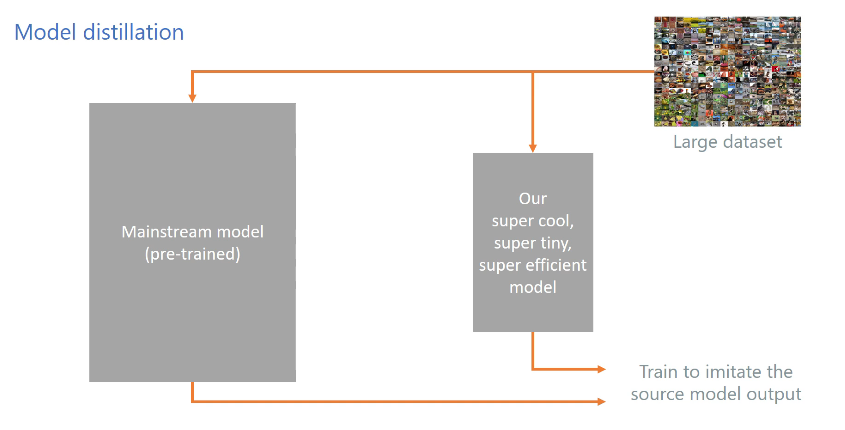 Model distillation
Large dataset
Mainstream model
(pre-trained)
Our
super cool,
super tiny,
super efficient
model
Train to imitate the
source model output